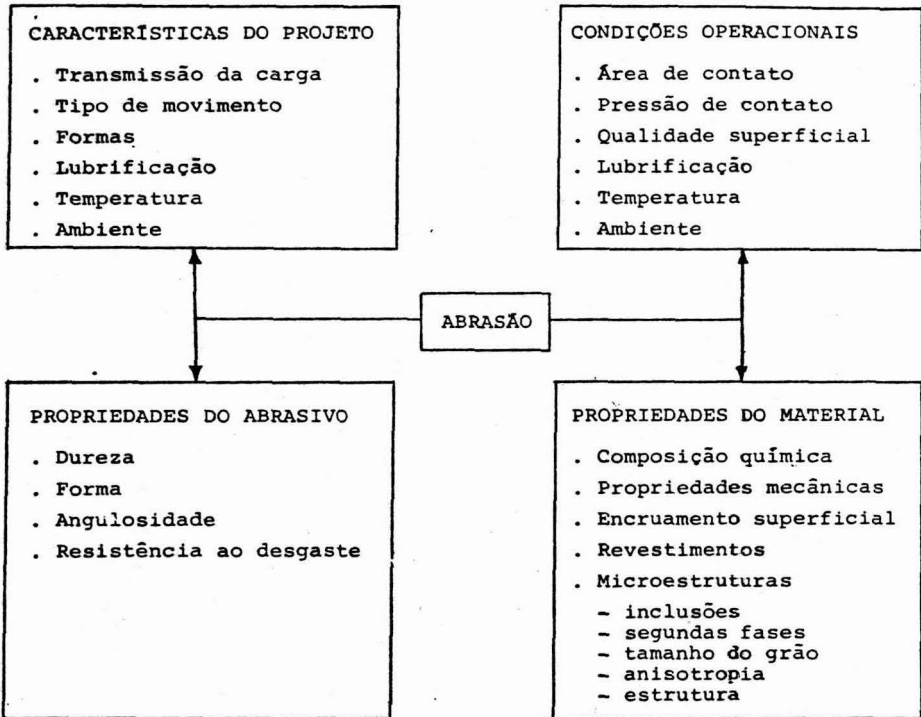 CARACTERÍSTICAS DO PROJETO
. Transmissão da carga
. Tipo de movimento
. Formas
. Lubrificação
. Temperatura
. Ambiente
CONDIÇÕES OPERACIONAIS
. Área de contato
. Pressão de contato
. Qualidade superficial
. Lubrificação
. Temperatura
. Ambiente
ABRASÃO
PROPRIEDADES DO ABRASIVO
. Dureza
. Forma
. Angulosidade
. Resistência ao desgaste
PROPRIEDADES DO MATERIAL
. Composição química
. Propriedades mecânicas
. Encruamento superficial
. Revestimentos
. Microestruturas
- inclusões
- segundas fases
- tamanho do grão
- anisotropia
- estrutura